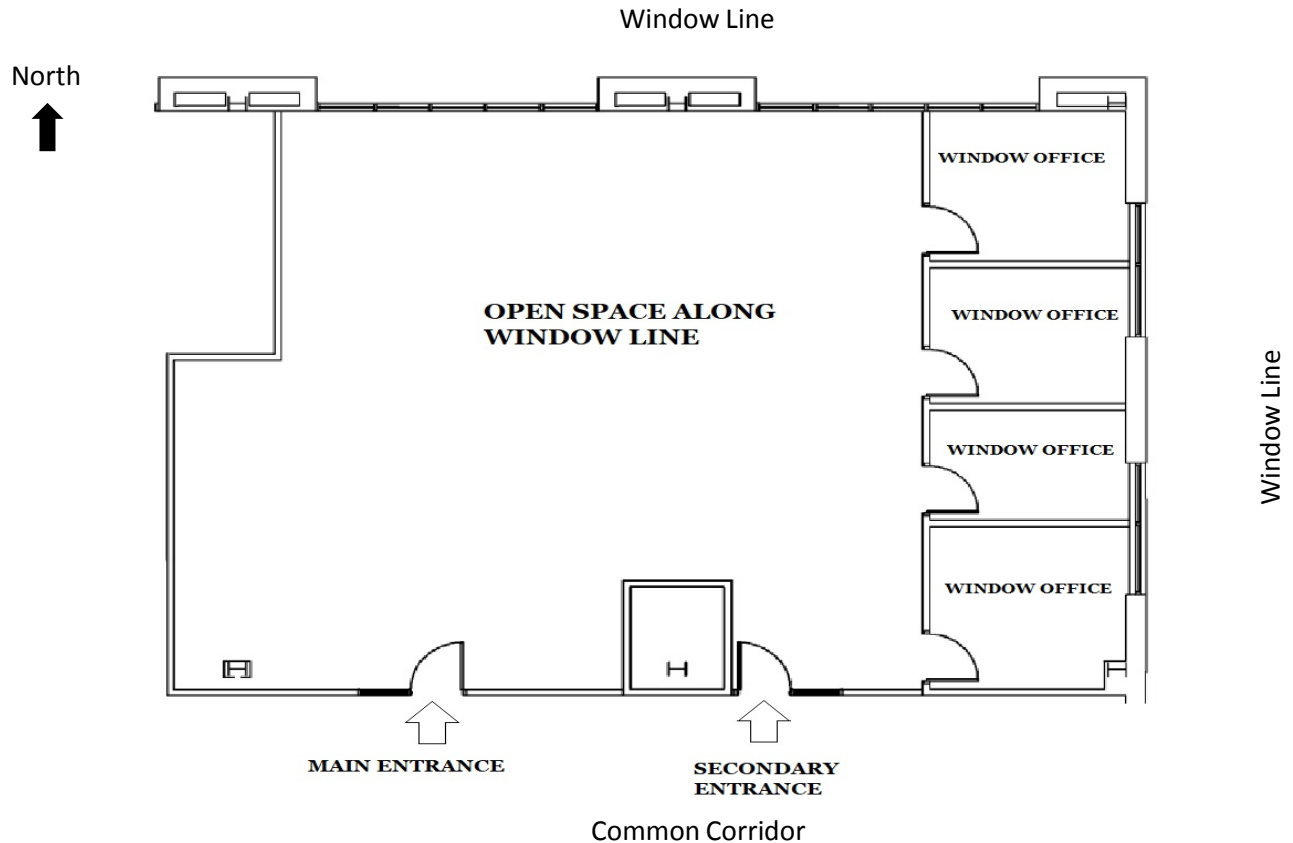 Window Line
North
WINDOW OFFICE
OPEN SPACE ALONG
WINDOW LINE
WINDOW OFFICE
Window Line
WINDOW OFFICE
WINDOW OFFICE
MAIN ENTRANCE
SECONDARY
ENTRANCE
Common Corridor